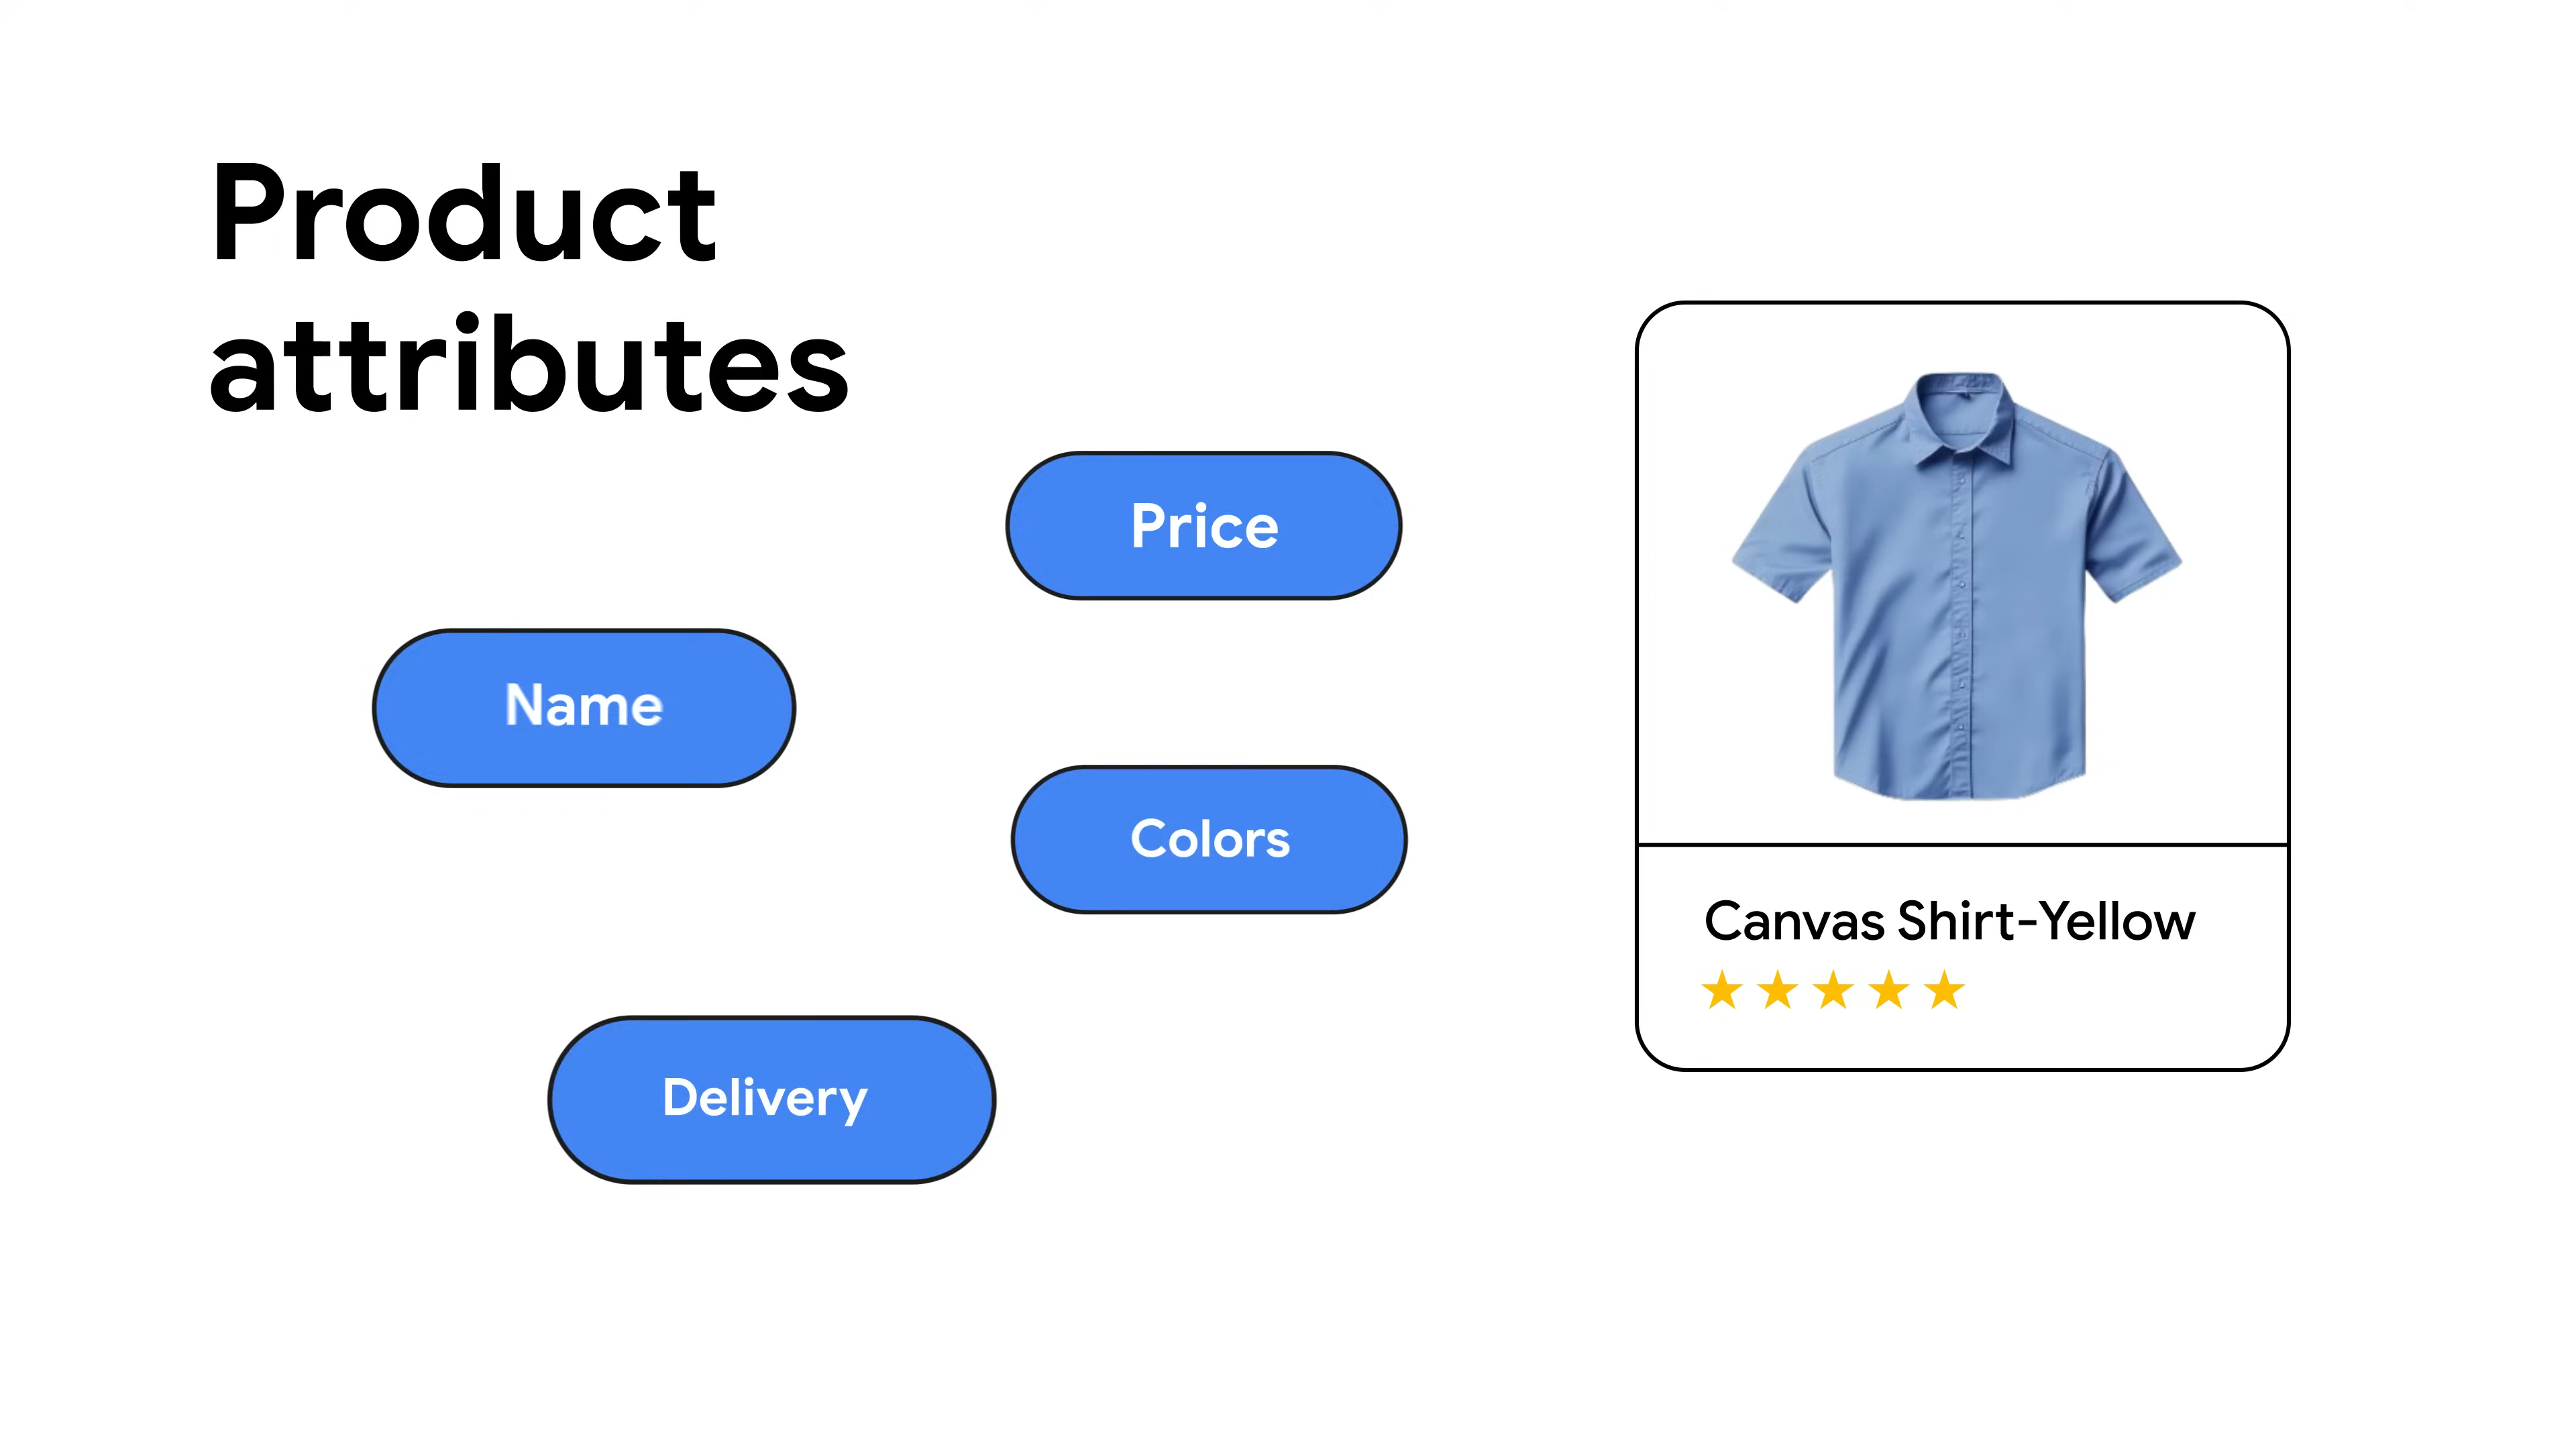 Product
attributes
Price
Name
Colors
Delivery
Canvas Shirt-Yellow